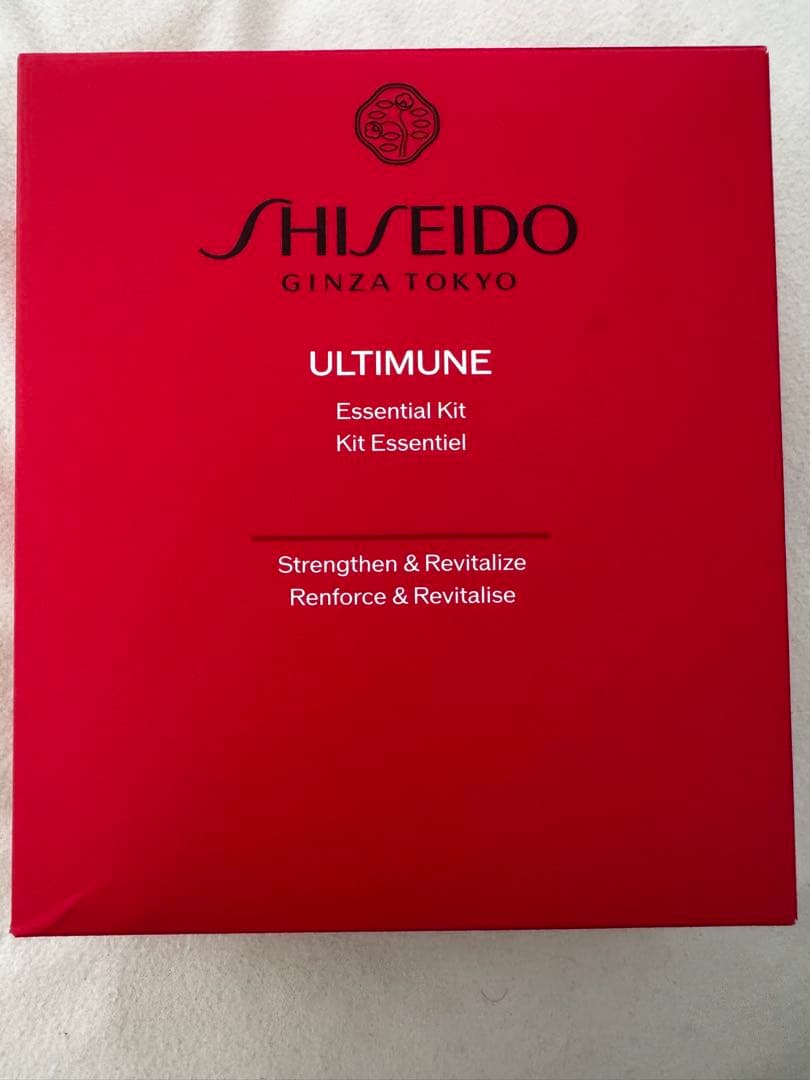 SHISEIDO
GINZA TOKYO
ULTIMUNE
Essential Kit
Kit Essentiel
Strengthen & Revitalize
Renforce & Revitalise